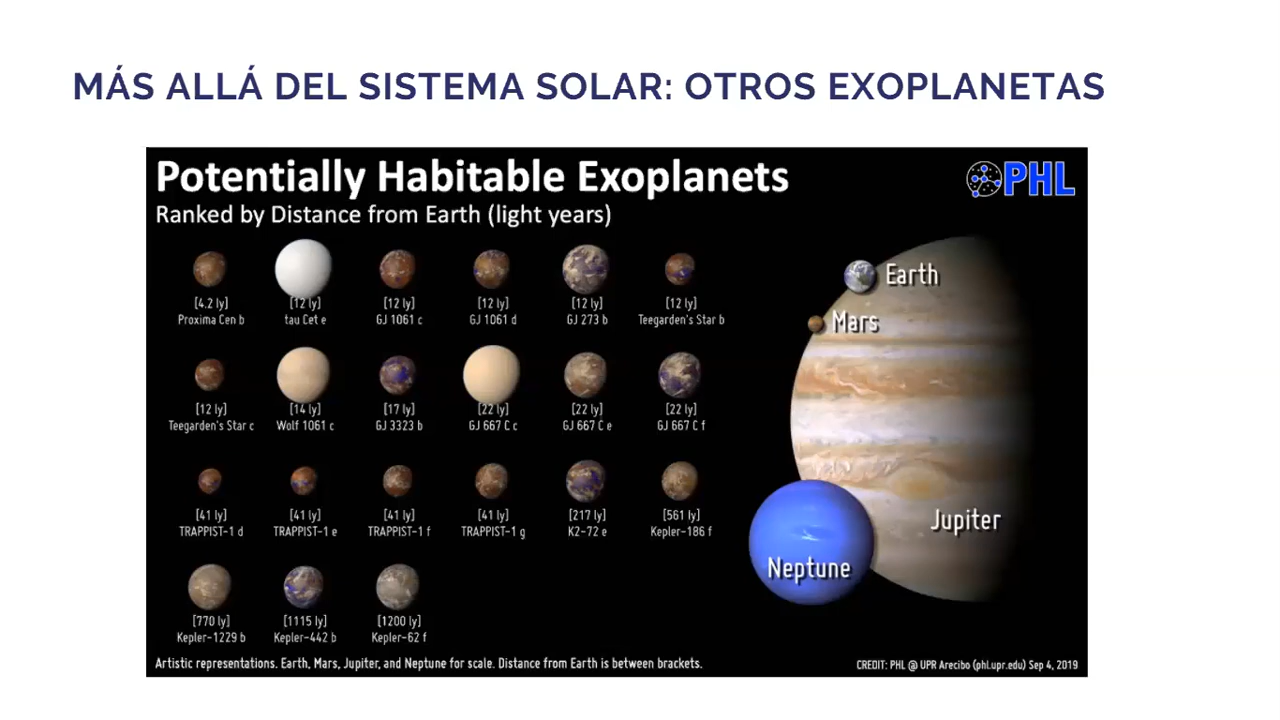 MÁS ALLÁ DEL SISTEMA SOLAR: OTROS EXOPLANETAS
Potentially Habitable Exoplanets
PHL
Ranked by Distance from Earth (light years)
[4.2 ly] [12 ly] [12 ly] [12 ly] [12 ly] [12 ly]
Proxima Cen b tau Cet e GJ 1061 c GJ 1061 d GJ 273 b Teegarden's Star b
[12 ly] [14 ly] [17 ly] [22 ly] [22 ly] [22 ly]
Teegarden's Star c Wolf 1061 c GJ 3323 b GJ 667 C c GJ 667 C e GJ 667 C f
[41 ly] [41 ly] [41 ly] [41 ly] [217 ly] [561 ly]
TRAPPIST-1 d TRAPPIST-1 e TRAPPIST-1 f TRAPPIST-1 g K2-72 e Kepler-186 f
[770 ly] [1115 ly] [1200 ly]
Kepler-1229 b Kepler-442 b Kepler-62 f
Earth
Mars
Jupiter
Neptune
Artistic representations. Earth, Mars, Jupiter, and Neptune for scale. Distance from Earth is between brackets.
CREDIT: PHL @ UPR Arecibo (phl.upr.edu) Sep 4, 2019